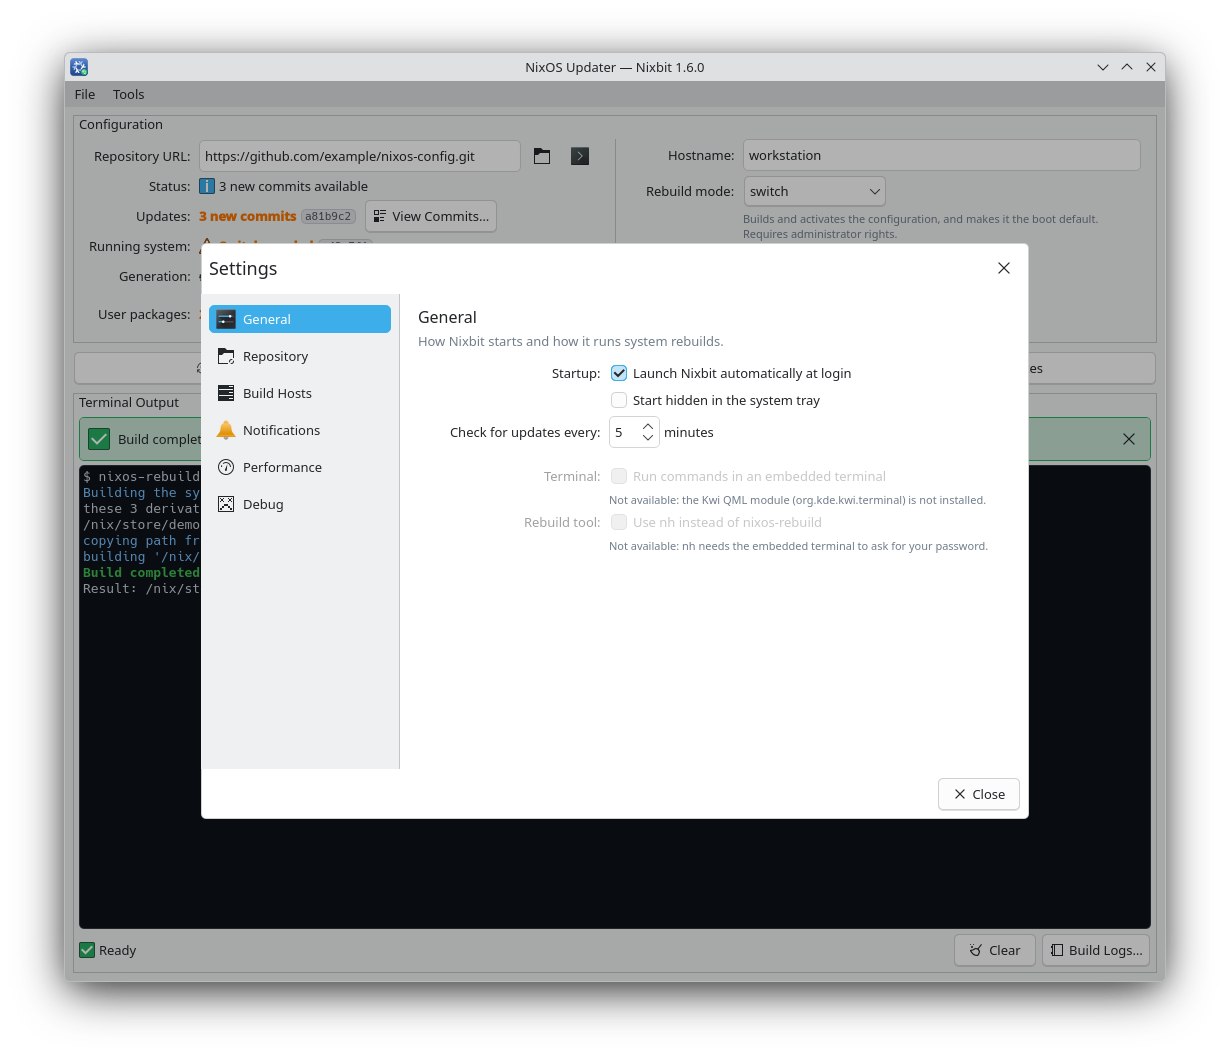 NixOS Updater — Nixbit 1.6.0
File Tools
Configuration
Repository URL: https://github.com/example/nixos-config.git
Hostname: workstation
Status: 3 new commits available
Rebuild mode: switch
Updates: 3 new commits a81b9c2 View Commits...
Builds and activates the configuration, and makes it the boot default.
Requires administrator rights.
Running system:
Generation:
User packages:
Settings
General
Repository
Build Hosts
Notifications
Performance
Debug
General
How Nixbit starts and how it runs system rebuilds.
Startup: Launch Nixbit automatically at login
Start hidden in the system tray
Check for updates every: 5 minutes
Terminal: Run commands in an embedded terminal
Not available: the Kwi QML module (org.kde.kwi.terminal) is not installed.
Rebuild tool: Use nh instead of nixos-rebuild
Not available: nh needs the embedded terminal to ask for your password.
Close
Terminal Output
Build complet
$ nixos-rebuild
Building the sy
these 3 derivat
/nix/store/demo
copying path fr
building '/nix/
Build completed
Result: /nix/st
Ready
Clear
Build Logs...